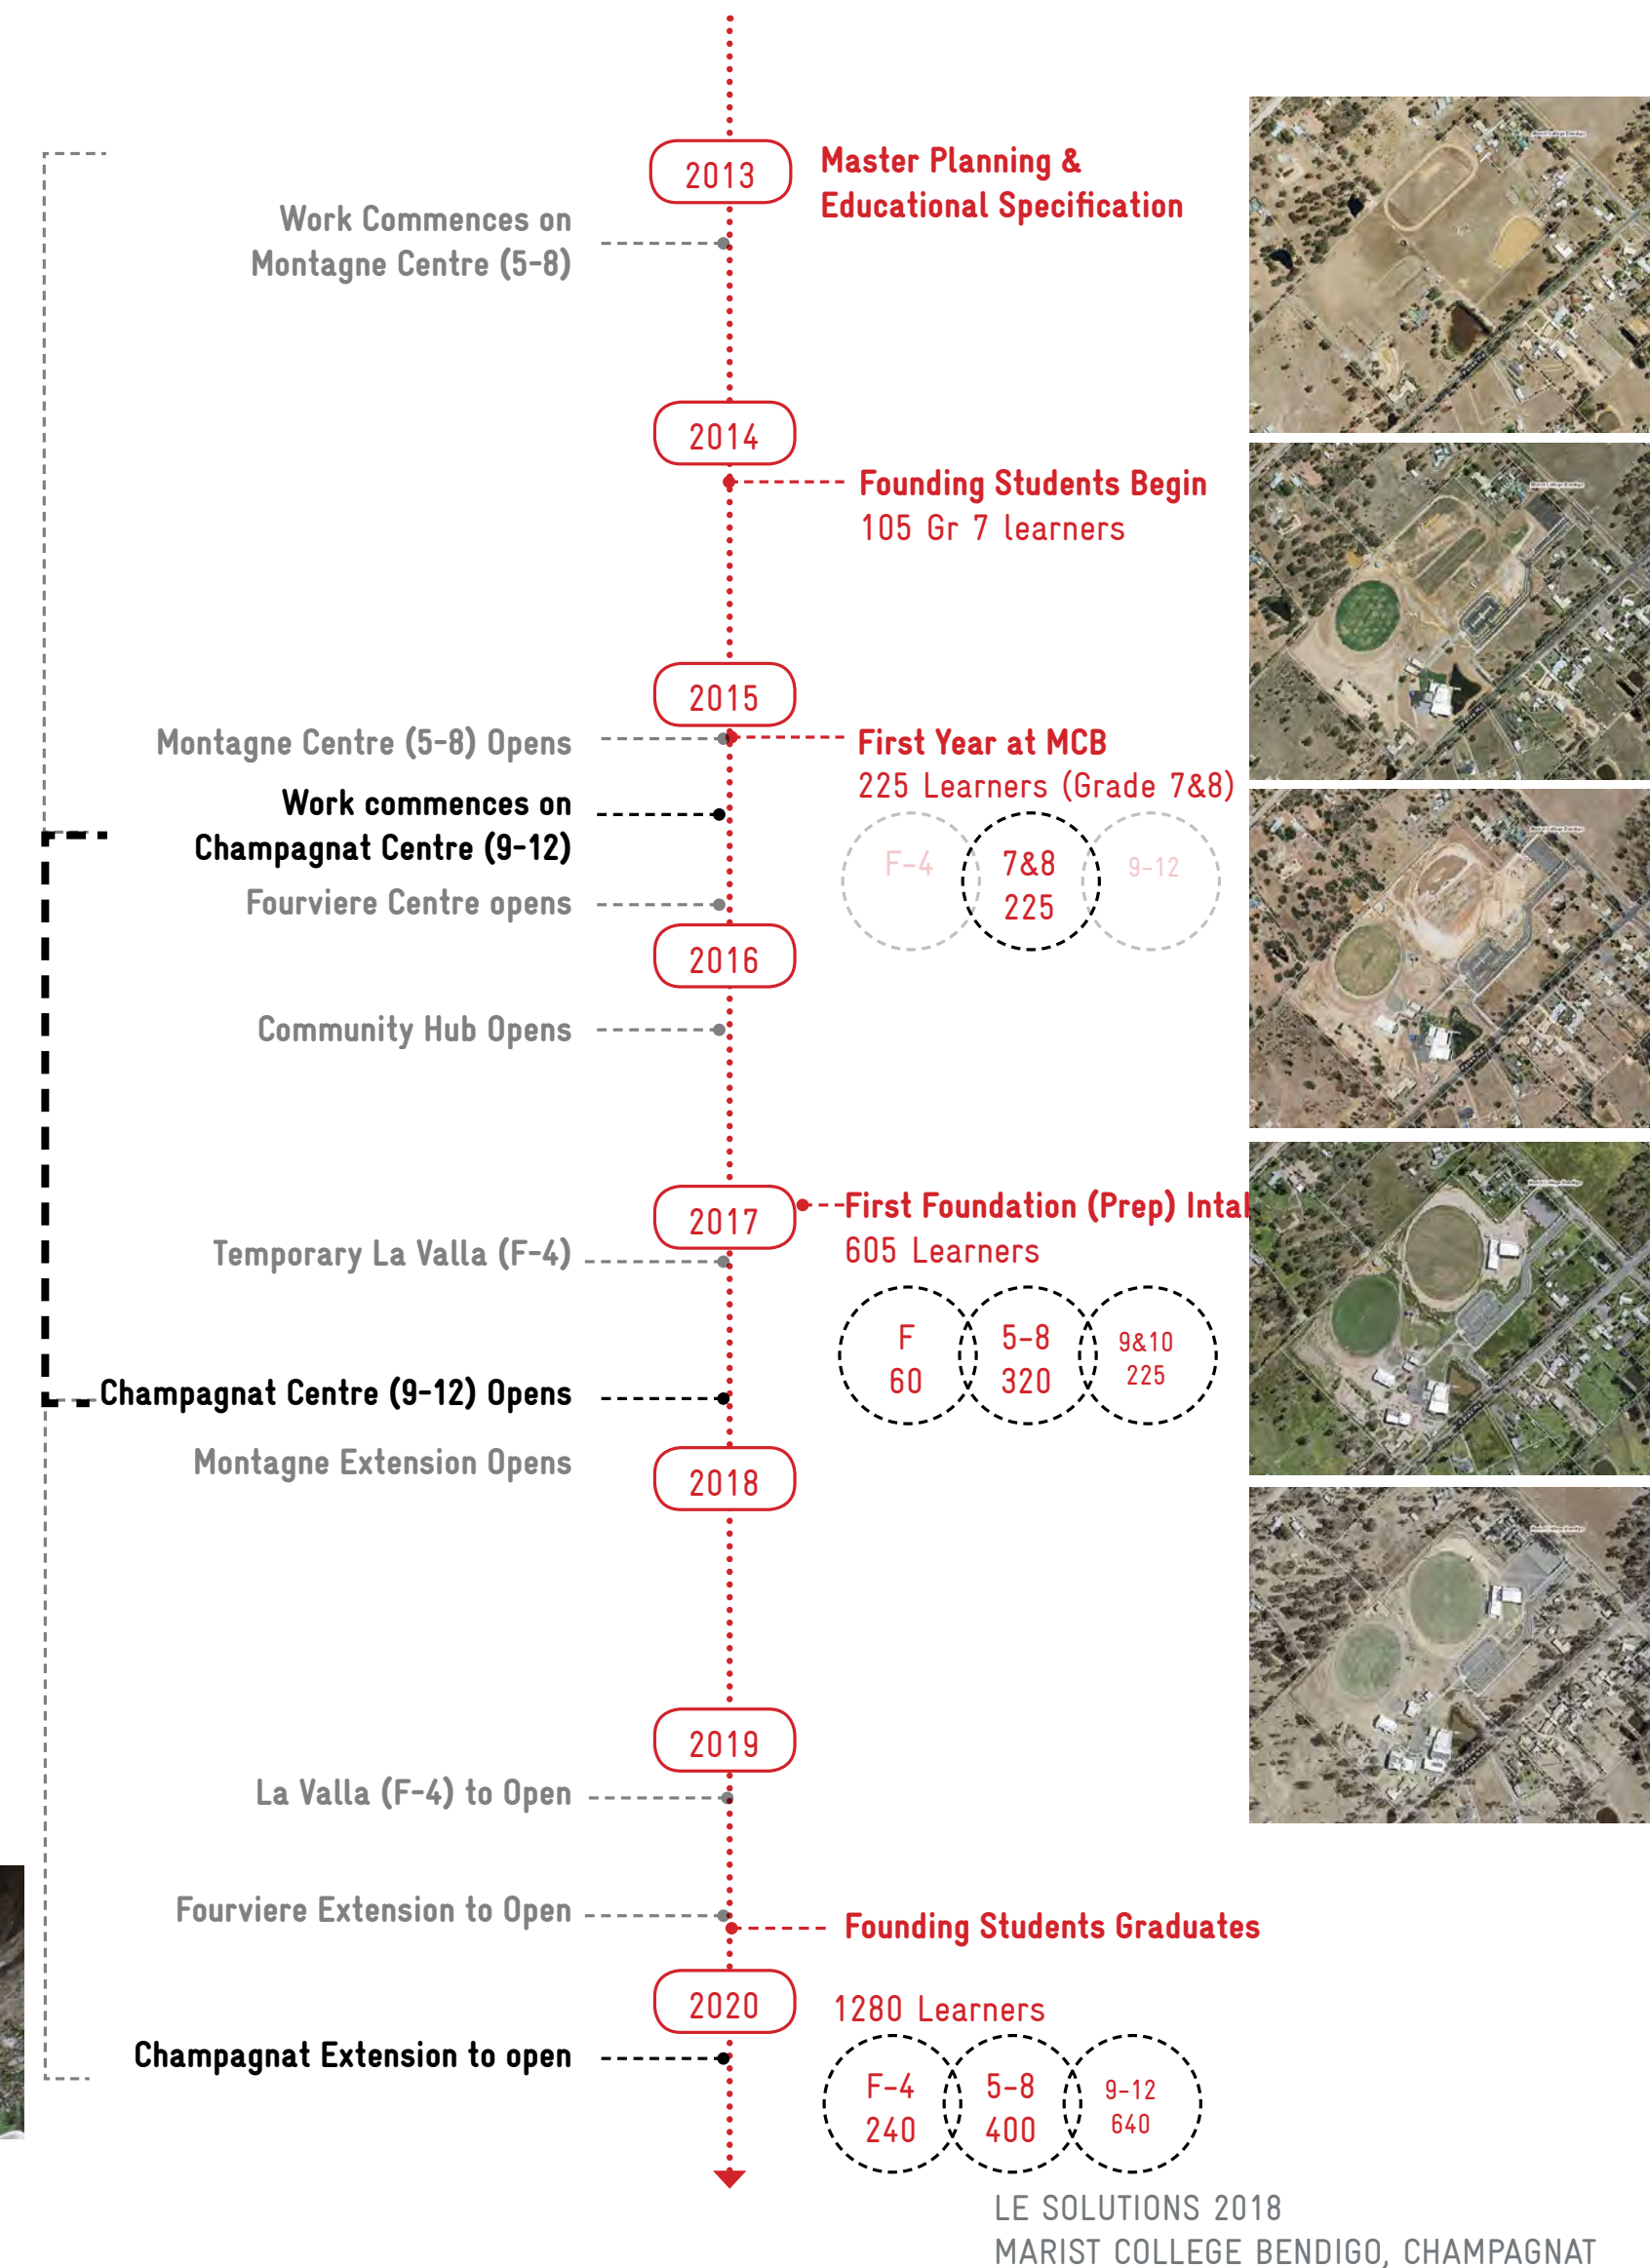 2013
Master Planning &
Educational Specification
Work Commences on
Montagne Centre (5-8)
2014
Founding Students Begin
105 Gr 7 learners
2015
Montagne Centre (5-8) Opens
First Year at MCB
225 Learners (Grade 7&8)
Work commences on
Champagnat Centre (9-12)
F-4
7&8
225
9-12
Fourviere Centre opens
2016
Community Hub Opens
2017
First Foundation (Prep) Intal
605 Learners
Temporary La Valla (F-4)
F
60
5-8
320
9&10
225
Champagnat Centre (9-12) Opens
Montagne Extension Opens
2018
2019
La Valla (F-4) to Open
Fourviere Extension to Open
Founding Students Graduates
2020
1280 Learners
Champagnat Extension to open
F-4
240
5-8
400
9-12
640
LE SOLUTIONS 2018
MARIST COLLEGE BENDIGO, CHAMPAGNAT